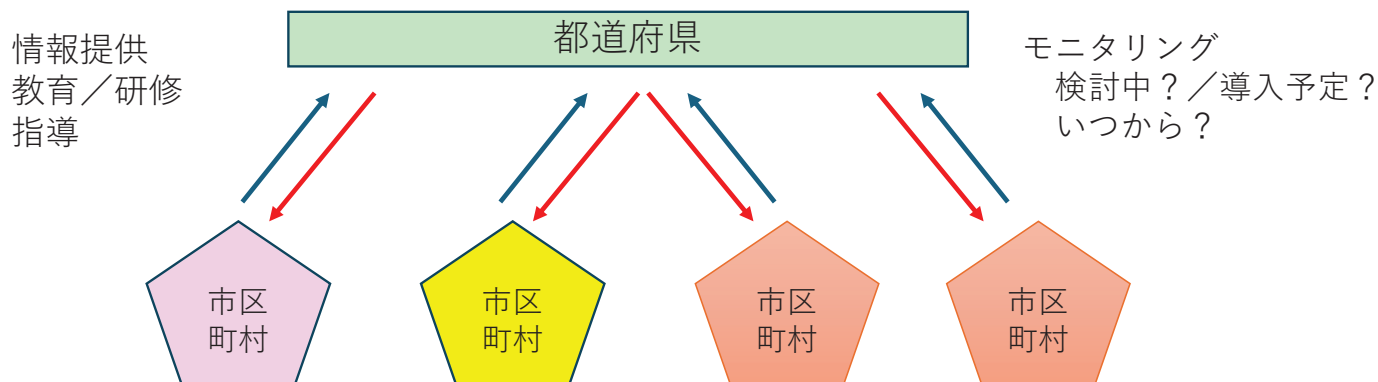 都道府県
情報提供
教育／研修
指導
モニタリング
検討中？／導入予定？
いつから？
市区
町村
市区
町村
市区
町村
市区
町村